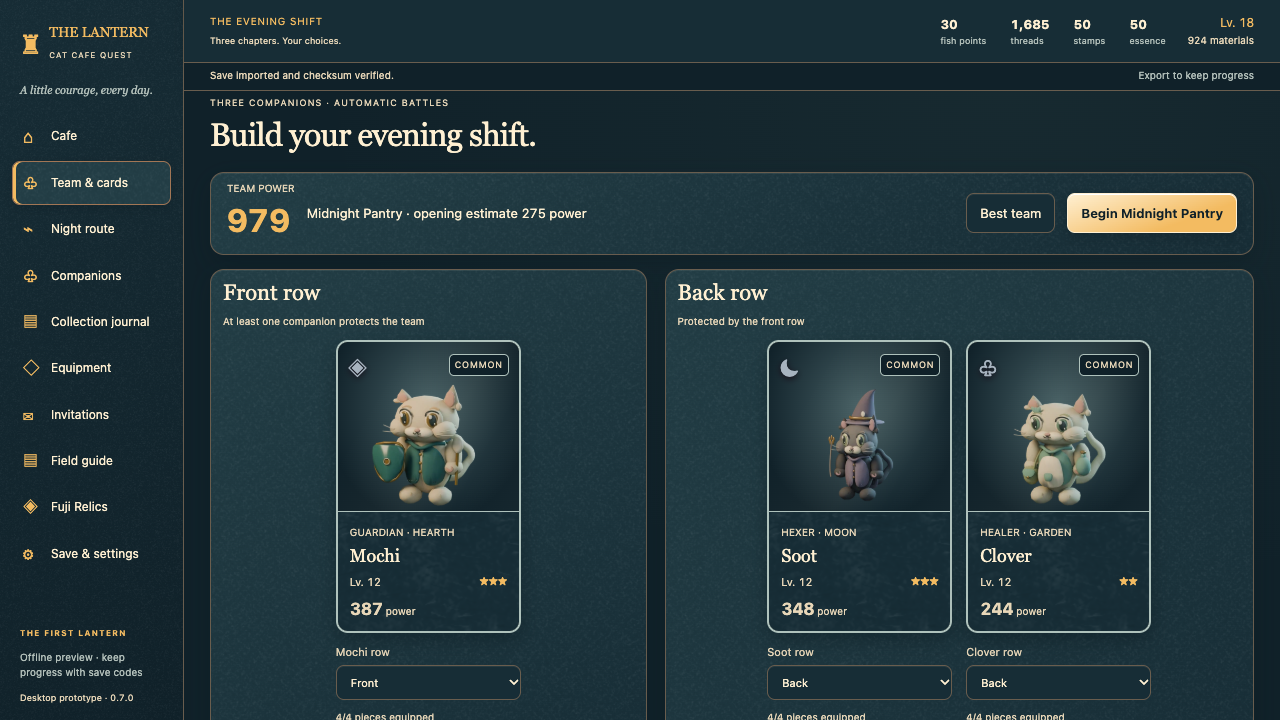 THE LANTERN
CAT CAFE QUEST
A little courage, every day.
Cafe
Team & cards
Night route
Companions
Collection journal
Equipment
Invitations
Field guide
Fuji Relics
Save & settings
THE FIRST LANTERN
Offline preview · keep
progress with save codes
Desktop prototype · 0.7.0
THE EVENING SHIFT
Three chapters. Your choices.
30
fish points
1,685
threads
50
stamps
50
essence
Lv. 18
924 materials
Save imported and checksum verified.
Export to keep progress
THREE COMPANIONS · AUTOMATIC BATTLES
Build your evening shift.
TEAM POWER
979
Midnight Pantry · opening estimate 275 power
Best team
Begin Midnight Pantry
Front row
At least one companion protects the team
COMMON
GUARDIAN · HEARTH
Mochi
Lv. 12
387 power
Mochi row
Front
4/4 pieces equipped
Back row
Protected by the front row
COMMON
HEXER · MOON
Soot
Lv. 12
348 power
Soot row
Back
4/4 pieces equipped
COMMON
HEALER · GARDEN
Clover
Lv. 12
244 power
Clover row
Back
4/4 pieces equipped